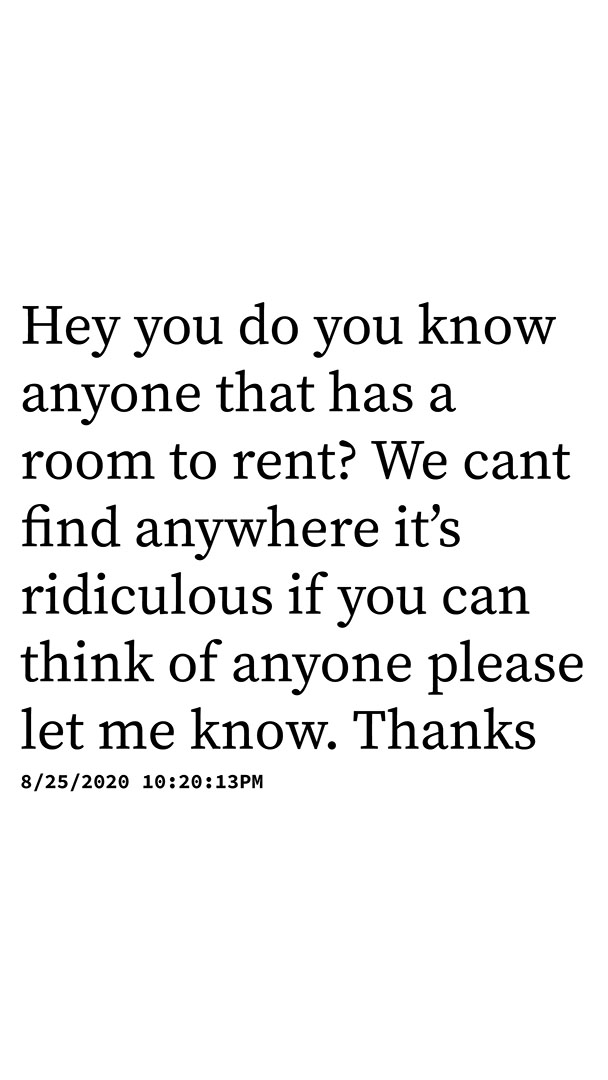 Hey you do you know
anyone that has a
room to rent? We cant
find anywhere it’s
ridiculous if you can
think of anyone please
let me know. Thanks
8/25/2020 10:20:13PM